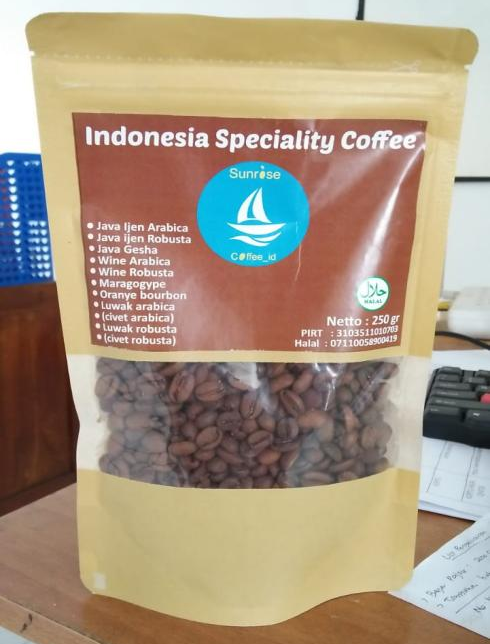 Indonesia Speciality Coffee
Sunrise
Coffee_id
• Java Ijen Arabica
• Java Ijen Robusta
• Java Gesha
• Wine Arabica
• Wine Robusta
• Maragogype
• Oranye bourbon
• Luwak arabica
• (civet arabica)
• Luwak robusta
• (civet robusta)
حلال
HALAL
Netto : 250 gr
PIRT : 3103511010703
Halal : 07110058900419